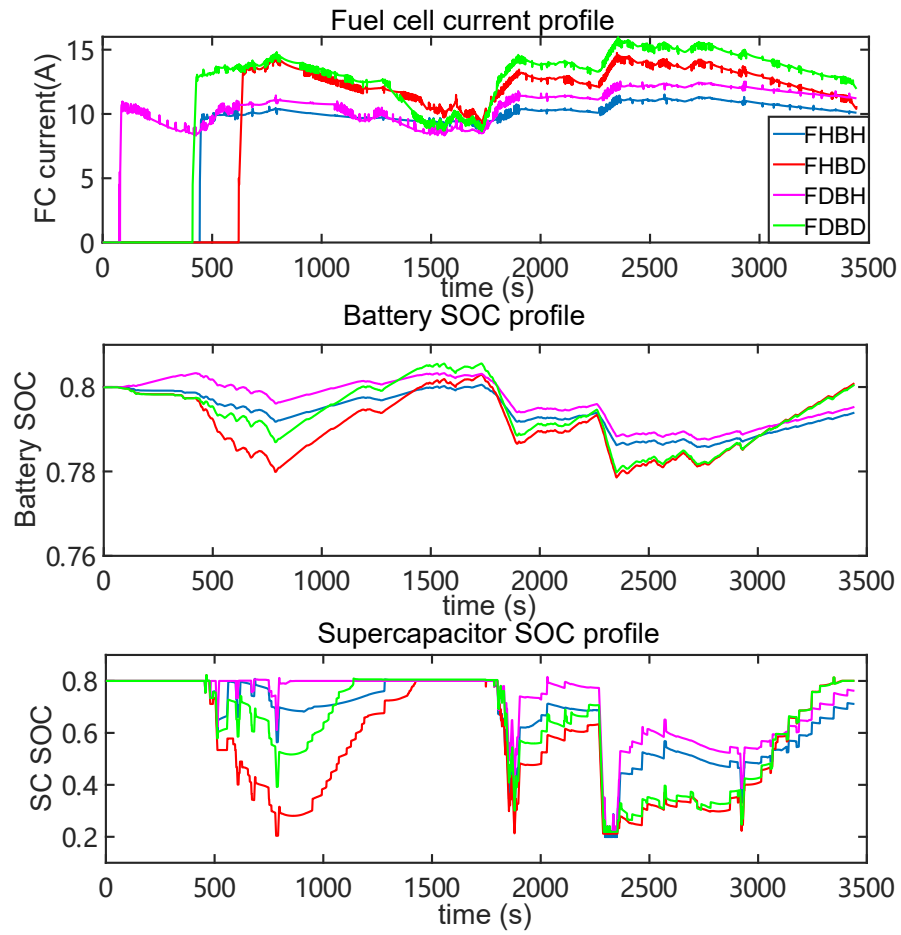 Fuel cell current profile
FC current(A)
15
10
5
0
FHBH
FHBD
FDBH
FDBD
0 500 1000 1500 2000 2500 3000 3500
time (s)
Battery SOC profile
Battery SOC
0.8
0.78
0.76
0 500 1000 1500 2000 2500 3000 3500
time (s)
Supercapacitor SOC profile
SC SOC
0.8
0.6
0.4
0.2
0 500 1000 1500 2000 2500 3000 3500
time (s)